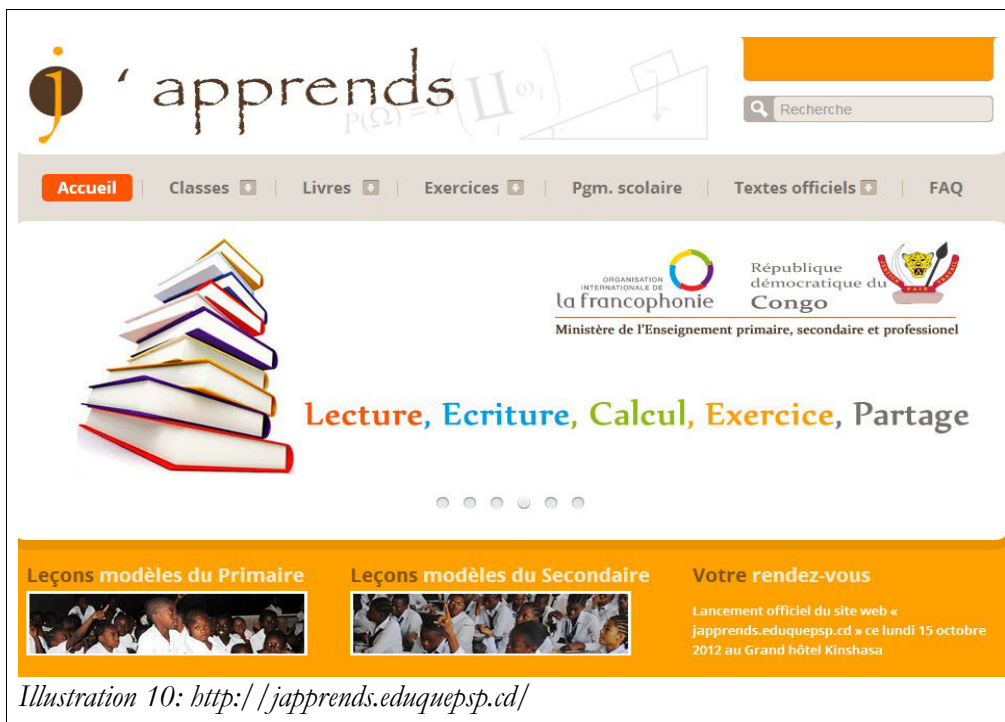 j ‘ apprends
Recherche
Accueil
Classes
Livres
Exercices
Pgm. scolaire
Textes officiels
FAQ
ORGANISATION
INTERNATIONALE DE
la francophonie
République
démocratique du
Congo
Ministère de l'Enseignement primaire, secondaire et professionel
Lecture, Ecriture, Calcul, Exercice, Partage
Leçons modèles du Primaire
Leçons modèles du Secondaire
Votre rendez-vous
Lancement officiel du site web «
japprends.eduquepsp.cd » ce lundi 15 octobre
2012 au Grand hôtel Kinshasa
Illustration 10: http://japprends.eduquepsp.cd/